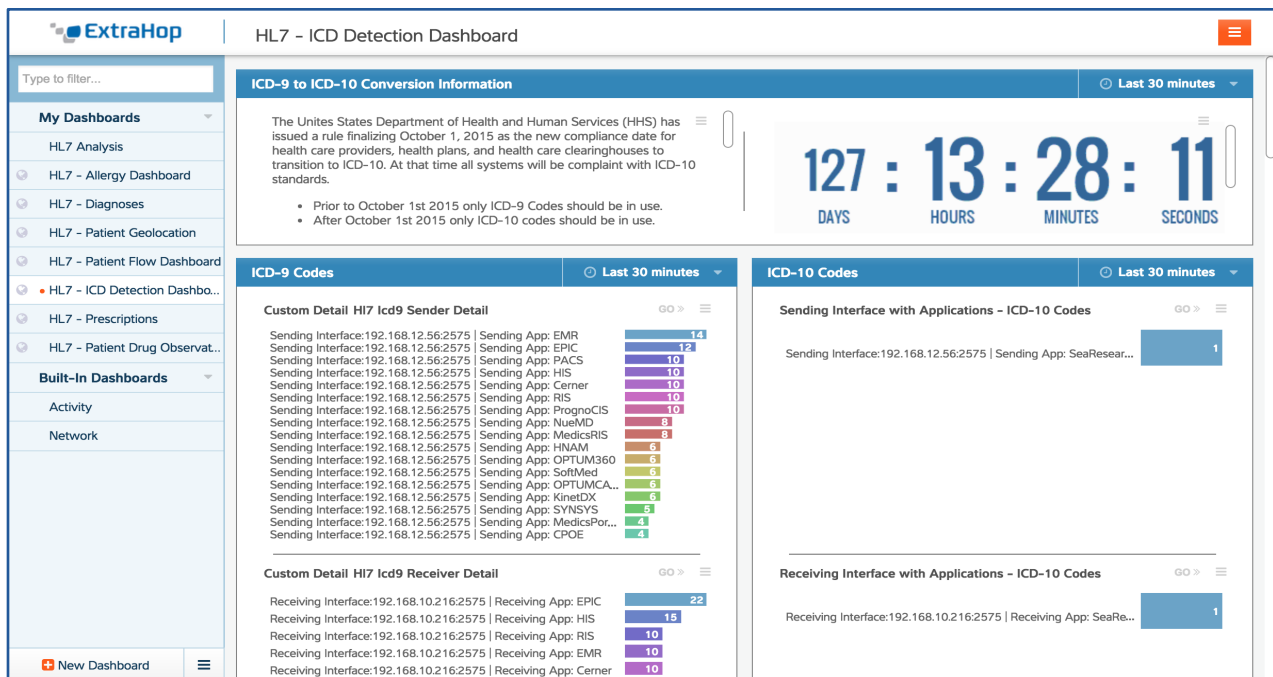 ExtraHop
HL7 - ICD Detection Dashboard
Type to filter...
My Dashboards
HL7 Analysis
HL7 - Allergy Dashboard
HL7 - Diagnoses
HL7 - Patient Geolocation
HL7 - Patient Flow Dashboard
HL7 - ICD Detection Dashbo...
HL7 - Prescriptions
HL7 - Patient Drug Observat...
Built-In Dashboards
Activity
Network
New Dashboard
ICD-9 to ICD-10 Conversion Information
Last 30 minutes
The Unites States Department of Health and Human Services (HHS) has
issued a rule finalizing October 1, 2015 as the new compliance date for
health care providers, health plans, and health care clearinghouses to
transition to ICD-10. At that time all systems will be complaint with ICD-10
standards.
• Prior to October 1st 2015 only ICD-9 Codes should be in use.
• After October 1st 2015 only ICD-10 codes should be in use.
127 : 13 : 28 : 11
DAYS HOURS MINUTES SECONDS
ICD-9 Codes
Last 30 minutes
Custom Detail Hl7 Icd9 Sender Detail
GO »
Sending Interface:192.168.12.56:2575 | Sending App: EMR 14
Sending Interface:192.168.12.56:2575 | Sending App: EPIC 12
Sending Interface:192.168.12.56:2575 | Sending App: PACS 10
Sending Interface:192.168.12.56:2575 | Sending App: HIS 10
Sending Interface:192.168.12.56:2575 | Sending App: Cerner 10
Sending Interface:192.168.12.56:2575 | Sending App: RIS 10
Sending Interface:192.168.12.56:2575 | Sending App: PrognoCIS 10
Sending Interface:192.168.12.56:2575 | Sending App: NueMD 8
Sending Interface:192.168.12.56:2575 | Sending App: MedicsRIS 8
Sending Interface:192.168.12.56:2575 | Sending App: HNAM 6
Sending Interface:192.168.12.56:2575 | Sending App: OPTUM360 6
Sending Interface:192.168.12.56:2575 | Sending App: SoftMed 6
Sending Interface:192.168.12.56:2575 | Sending App: OPTUMCA... 6
Sending Interface:192.168.12.56:2575 | Sending App: KinetDX 6
Sending Interface:192.168.12.56:2575 | Sending App: SYNSYS 5
Sending Interface:192.168.12.56:2575 | Sending App: MedicsPor... 4
Sending Interface:192.168.12.56:2575 | Sending App: CPOE 4
Custom Detail Hl7 Icd9 Receiver Detail
GO »
Receiving Interface:192.168.10.216:2575 | Receiving App: EPIC 22
Receiving Interface:192.168.10.216:2575 | Receiving App: HIS 15
Receiving Interface:192.168.10.216:2575 | Receiving App: RIS 10
Receiving Interface:192.168.10.216:2575 | Receiving App: EMR 10
Receiving Interface:192.168.10.216:2575 | Receiving App: Cerner 10
ICD-10 Codes
Last 30 minutes
Sending Interface with Applications - ICD-10 Codes
GO »
Sending Interface:192.168.12.56:2575 | Sending App: SeaResear... 1
Receiving Interface with Applications - ICD-10 Codes
GO »
Receiving Interface:192.168.10.216:2575 | Receiving App: SeaRe... 1